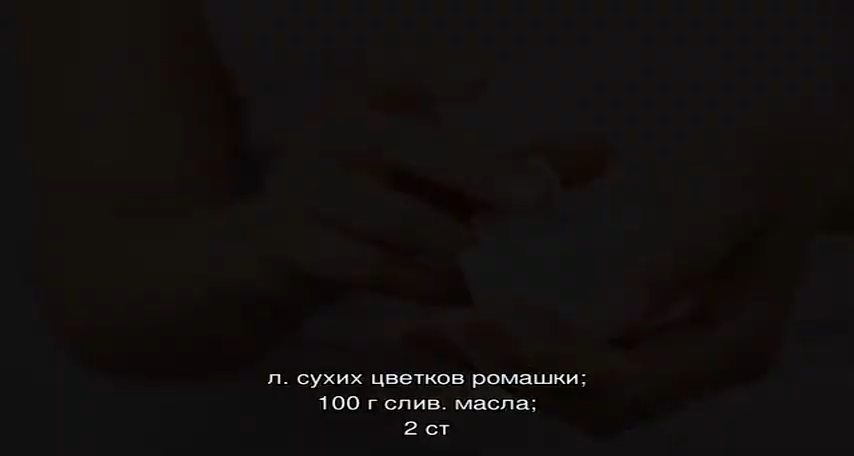 л. сухих цветков ромашки;
100 г слив. масла;
2 ст